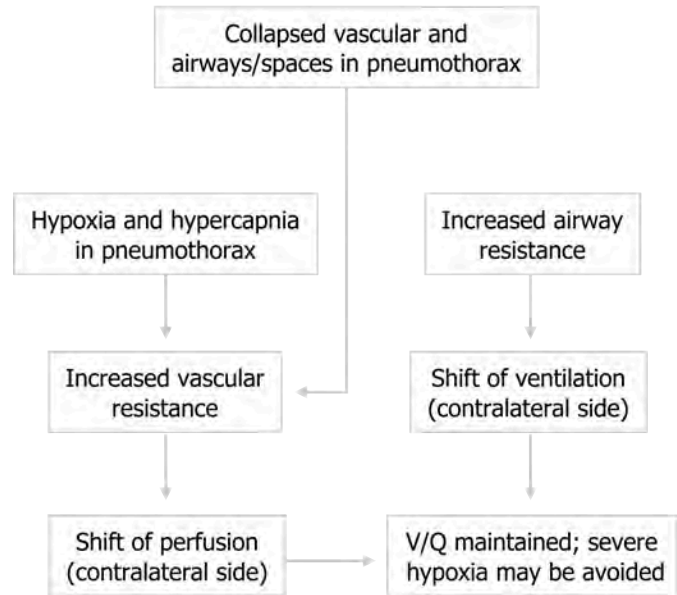 Collapsed vascular and
airways/spaces in pneumothorax
Hypoxia and hypercapnia
in pneumothorax
Increased airway
resistance
Increased vascular
resistance
Shift of ventilation
(contralateral side)
Shift of perfusion
(contralateral side)
V/Q maintained; severe
hypoxia may be avoided